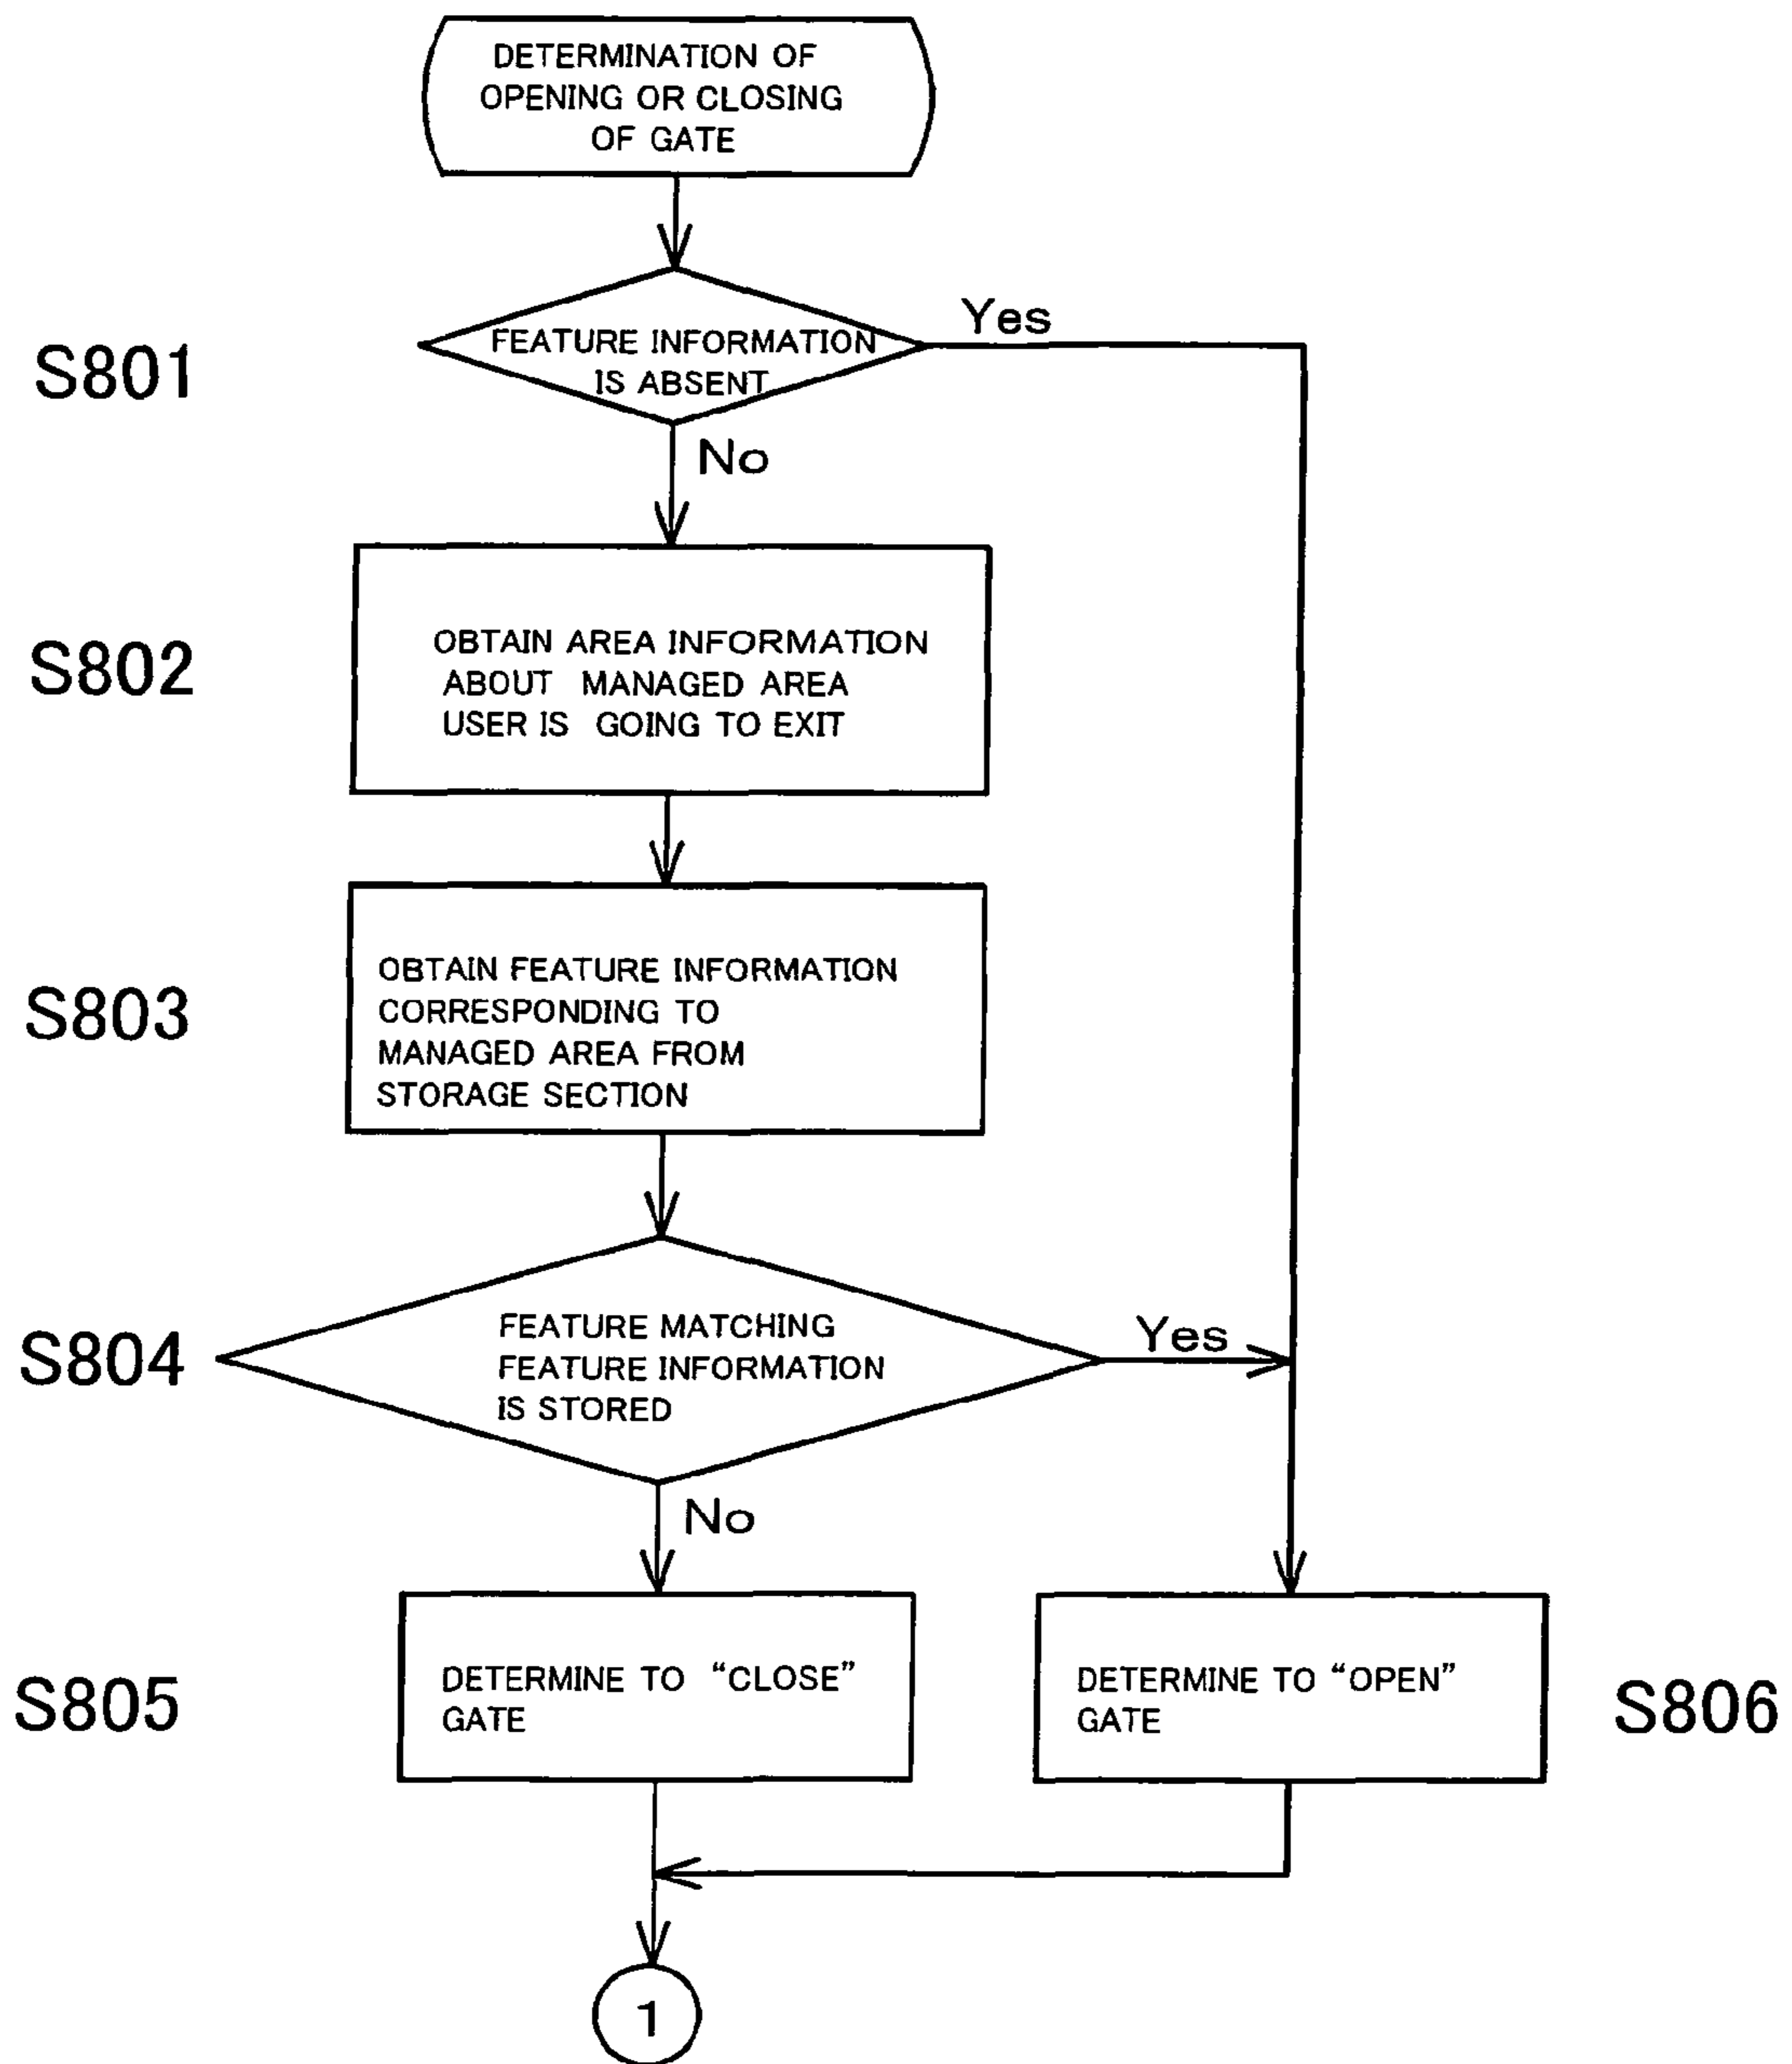 DETERMINATION OF
OPENING OR CLOSING
OF GATE
S801
FEATURE INFORMATION
IS ABSENT
Yes
No
S802
OBTAIN AREA INFORMATION
ABOUT MANAGED AREA
USER IS GOING TO EXIT
S803
OBTAIN FEATURE INFORMATION
CORRESPONDING TO
MANAGED AREA FROM
STORAGE SECTION
S804
FEATURE MATCHING
FEATURE INFORMATION
IS STORED
Yes
No
S805
DETERMINE TO “CLOSE”
GATE
DETERMINE TO “OPEN”
GATE
S806
1